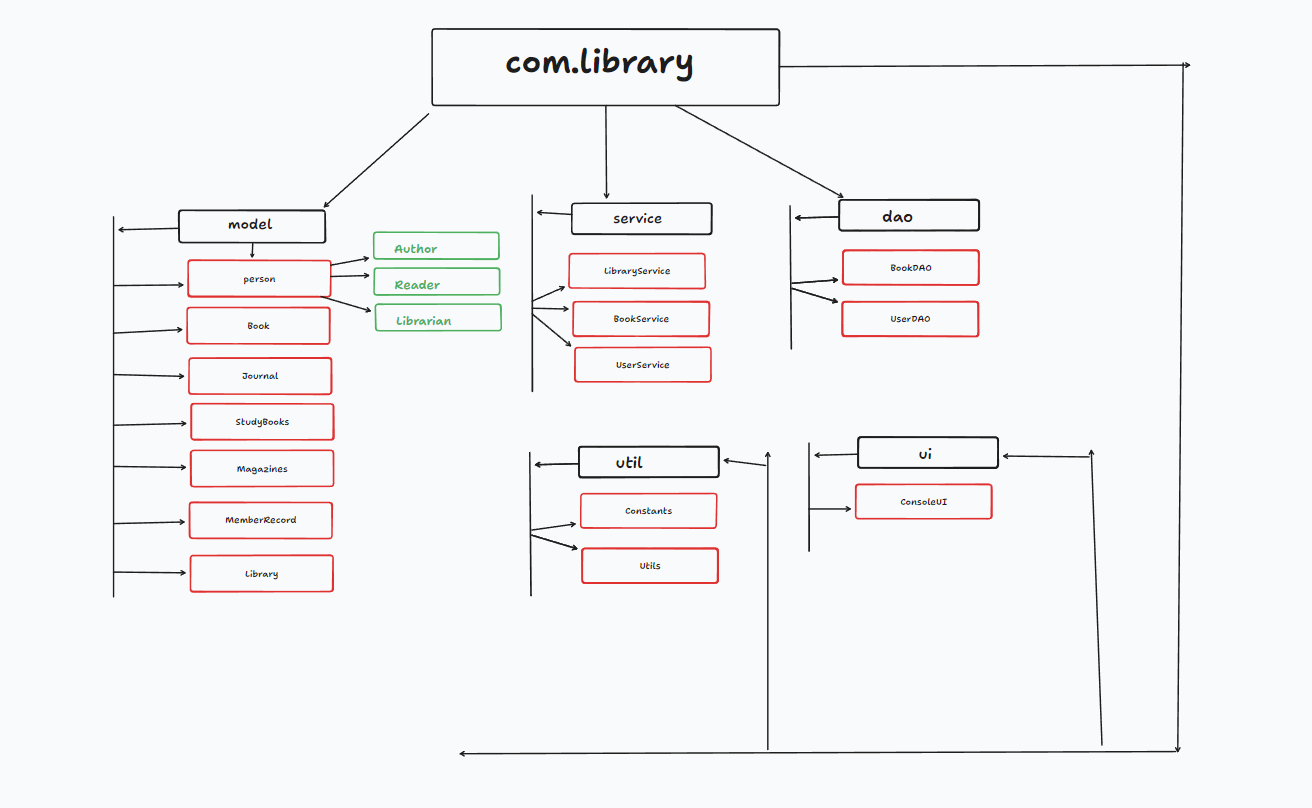 com.library
model
person
Book
Journal
StudyBooks
Magazines
MemberRecord
Library
Author
Reader
Librarian
service
LibraryService
BookService
UserService
dao
BookDAO
UserDAO
util
Constants
Utils
ui
ConsoleUI